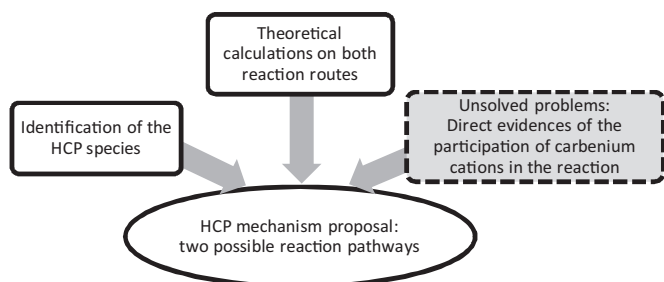 Theoretical
calculations on both
reaction routes
Identification of the
HCP species
Unsolved problems:
Direct evidences of the
participation of carbenium
cations in the reaction
HCP mechanism proposal:
two possible reaction pathways